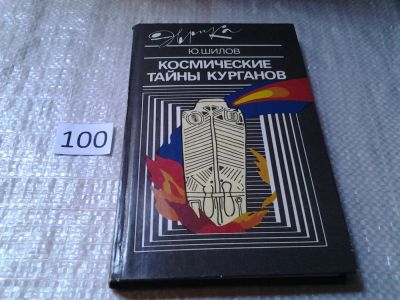 Эврика
Ю.ШИЛОВ
КОСМИЧЕСКИЕ
ТАЙНЫ КУРГАНОВ
100